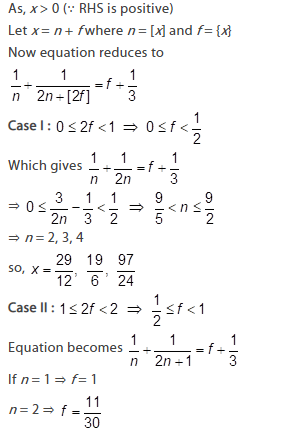 As, x > 0 (∵ RHS is positive)
Let x = n + f where n = [x] and f = {x}
Now equation reduces to
1/n + 1/(2n + [2f]) = f + 1/3
Case I : 0 ≤ 2f < 1 ⇒ 0 ≤ f < 1/2
Which gives 1/n + 1/2n = f + 1/3
⇒ 0 ≤ 3/2n − 1/3 < 1/2 ⇒ 9/5 < n ≤ 9/2
⇒ n = 2, 3, 4
so, x = 29/12, 19/6, 97/24
Case II : 1 ≤ 2f < 2 ⇒ 1/2 ≤ f < 1
Equation becomes 1/n + 1/(2n + 1) = f + 1/3
If n = 1 ⇒ f = 1
n = 2 ⇒ f = 11/30